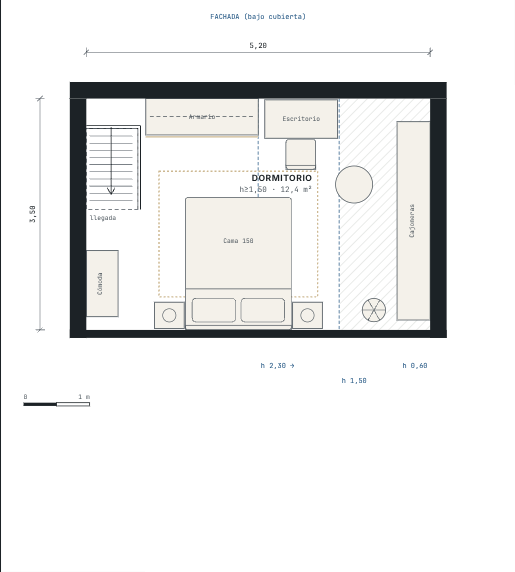 FACHADA (bajo cubierta)
5,20
Armario
Escritorio
DORMITORIO
h≥1,50 · 12,4 m²
3,50
llegada
Cajoneras
Cama 150
Cómoda
h 2,30 →
h 0,60
h 1,50
0 1 m